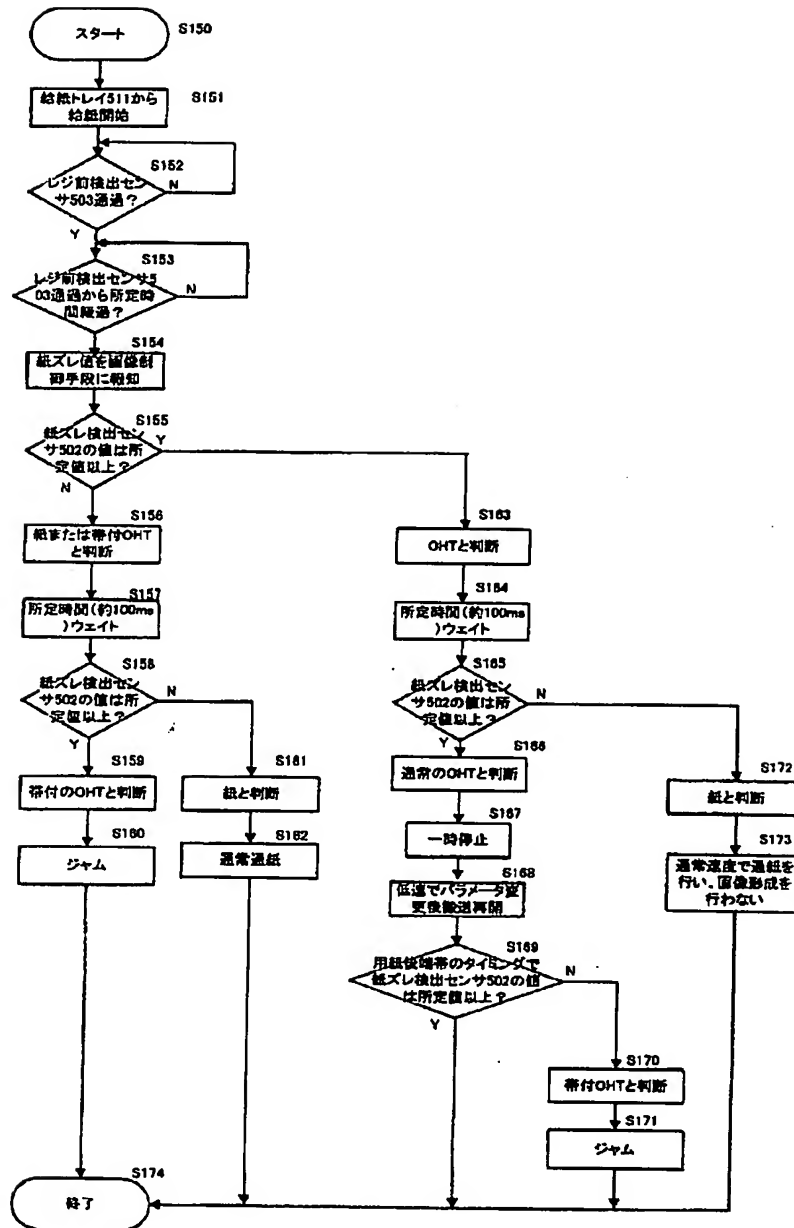 スタート
S150
給紙トレイ511から
給紙開始
S151
S152
レジ前検出セン
サ503通過?
N
Y
S153
レジ前検出センサ5
03通過から所定時
間経過?
N
Y
S154
紙ズレ値を画像制
御手段に報知
S155
紙ズレ検出セン
サ502の値は所
定値以上?
Y
N
S156
紙または帯付OHT
と判断
S157
所定時間(約100ms
)ウェイト
S158
紙ズレ検出セン
サ502の値は所
定値以上?
N
Y
S159
帯付のOHTと判断
S160
ジャム
S161
紙と判断
S162
通常通紙
S163
OHTと判断
S164
所定時間(約100ms
)ウェイト
S165
紙ズレ検出セン
サ502の値は所
定値以上?
N
Y
S166
通常のOHTと判断
S167
一時停止
S168
低速でパラメータ変
更後搬送再開
S169
用紙後端帯のタイミングで
紙ズレ検出センサ502の値
は所定値以上?
N
Y
S170
帯付OHTと判断
S171
ジャム
S172
紙と判断
S173
通常速度で通紙を
行い、画像形成を
行わない
S174
終了